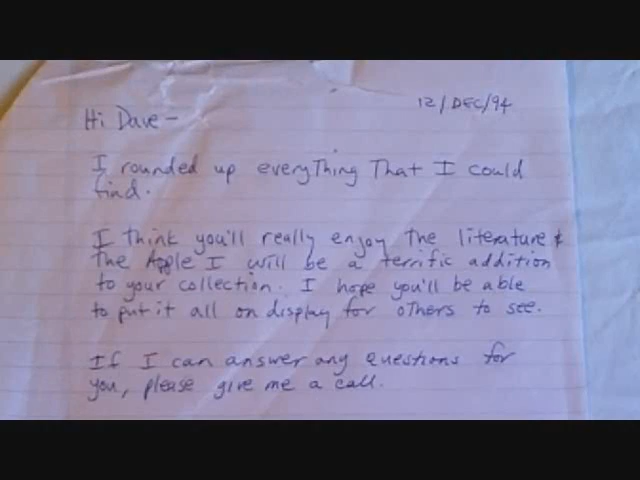 12/DEC/94
Hi Dave -
I rounded up everything that I could
find.
I think you'll really enjoy the literature &
the Apple I will be a terrific addition
to your collection. I hope you'll be able
to put it all on display for others to see.
If I can answer any questions for
you, please give me a call.